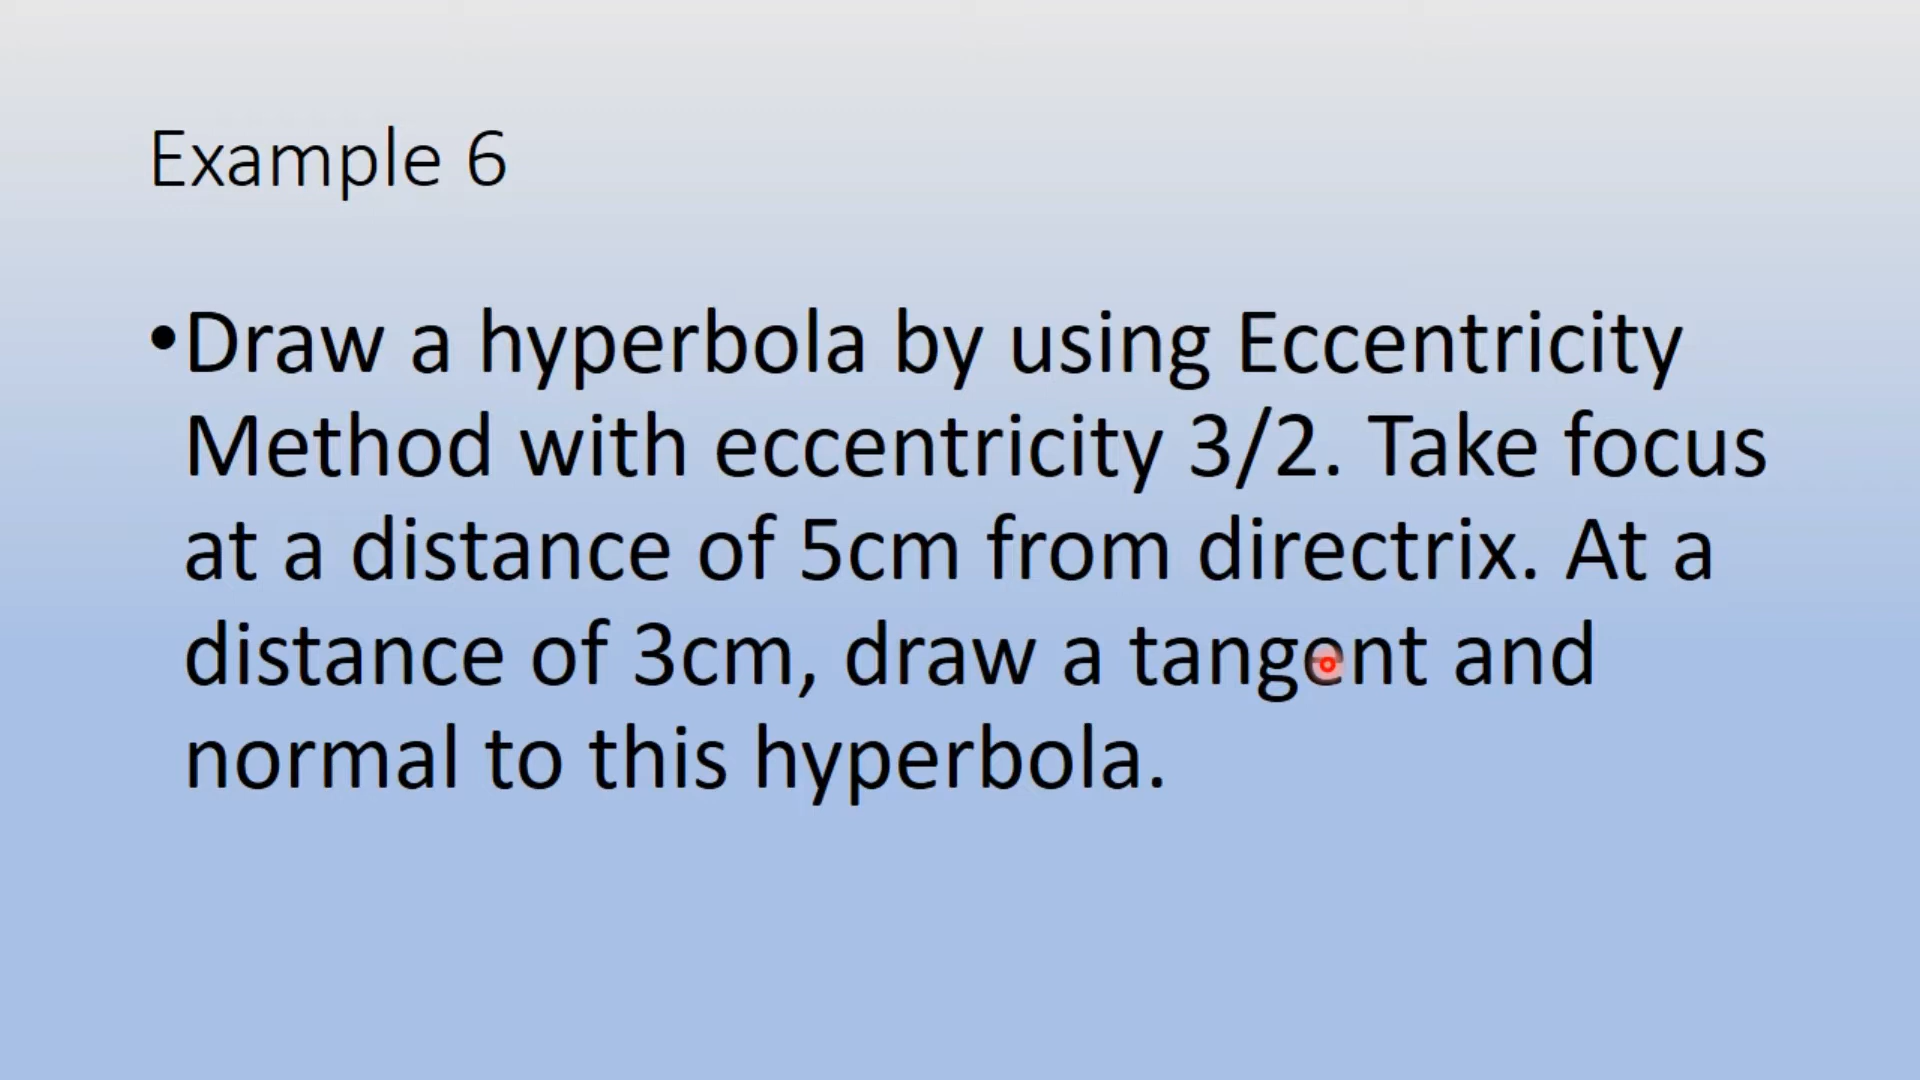 Example 6
•Draw a hyperbola by using Eccentricity
Method with eccentricity 3/2. Take focus
at a distance of 5cm from directrix. At a
distance of 3cm, draw a tangent and
normal to this hyperbola.